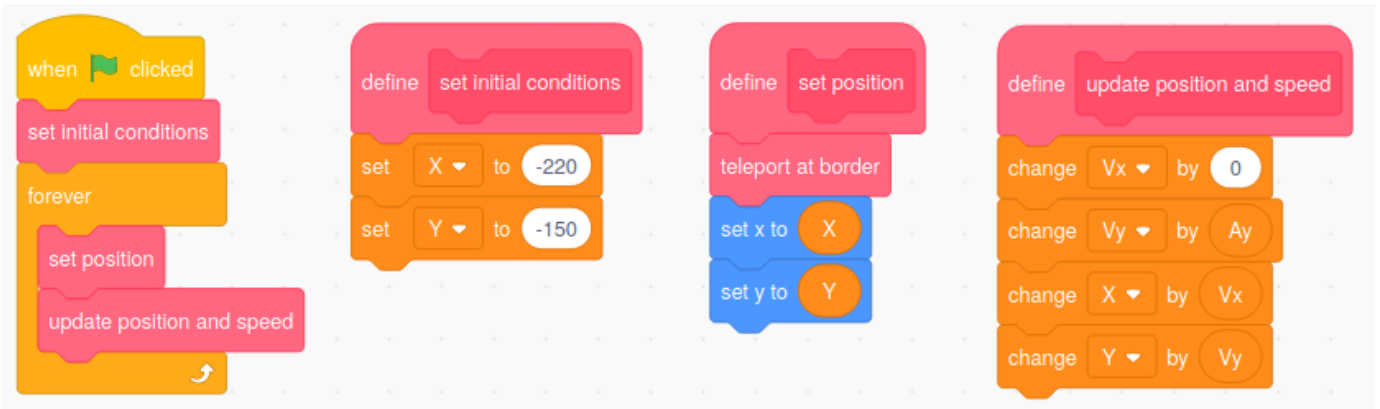 when clicked
set initial conditions
forever
set position
update position and speed
define set initial conditions
set X to -220
set Y to -150
define set position
teleport at border
set x to X
set y to Y
define update position and speed
change Vx by 0
change Vy by Ay
change X by Vx
change Y by Vy